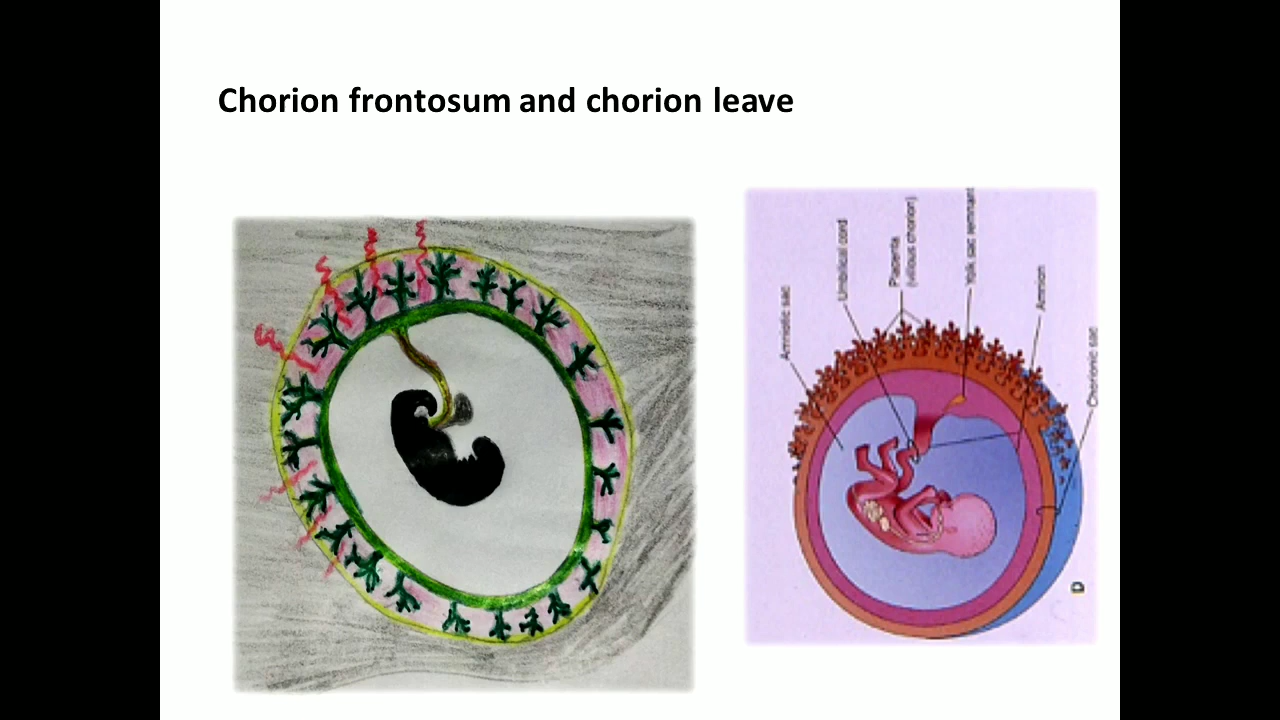 Chorion frontosum and chorion leave
Amniotic sac
Umbilical cord
Placenta
(villous chorion)
Yolk sac remnant
Amnion
Chorionic sac
D